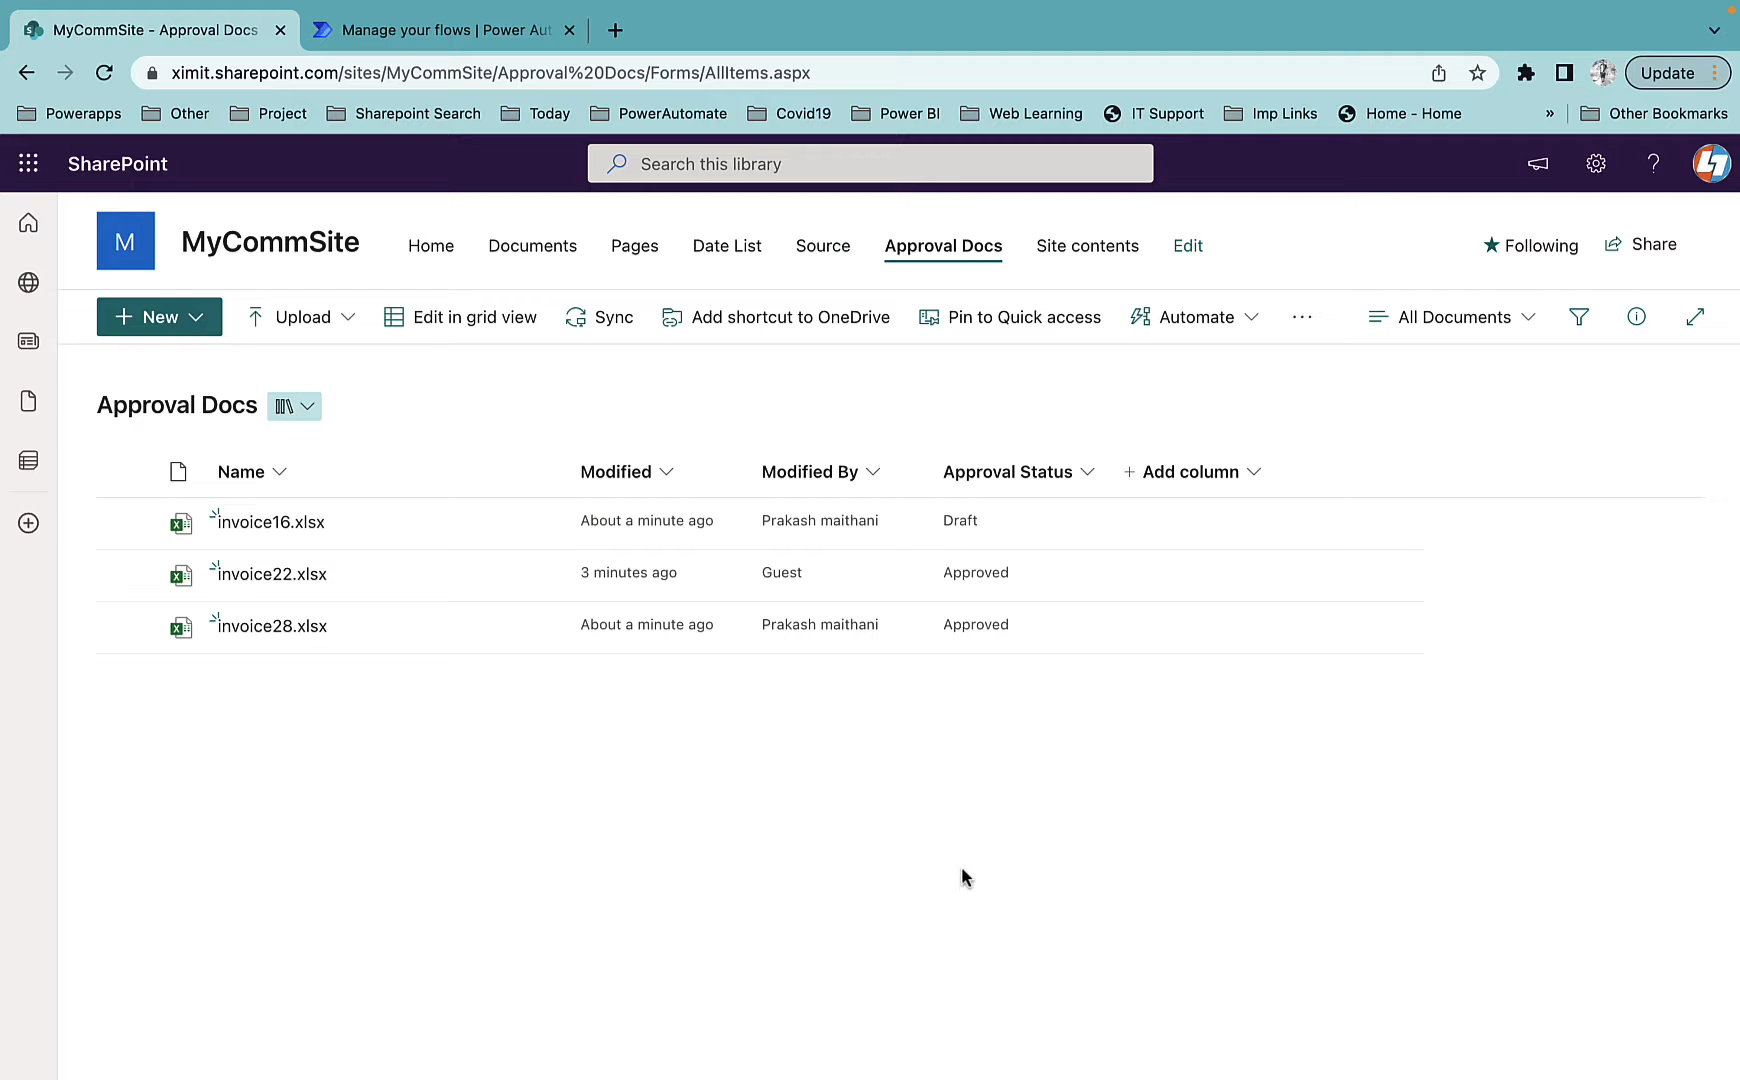 MyCommSite - Approval Docs
Manage your flows | Power Aut
ximit.sharepoint.com/sites/MyCommSite/Approval%20Docs/Forms/AllItems.aspx
Update
Powerapps Other Project Sharepoint Search Today PowerAutomate Covid19 Power BI Web Learning IT Support Imp Links Home - Home » Other Bookmarks
SharePoint
Search this library
M
MyCommSite
Home Documents Pages Date List Source Approval Docs Site contents Edit
Following Share
New Upload Edit in grid view Sync Add shortcut to OneDrive Pin to Quick access Automate ... All Documents
Approval Docs
Name Modified Modified By Approval Status + Add column
invoice16.xlsx About a minute ago Prakash maithani Draft
invoice22.xlsx 3 minutes ago Guest Approved
invoice28.xlsx About a minute ago Prakash maithani Approved